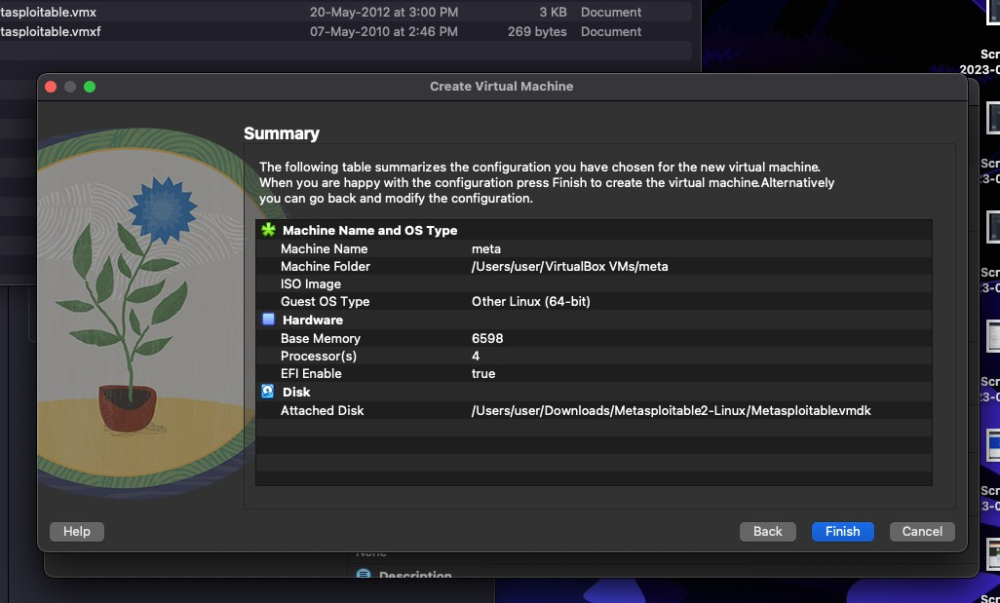 tasploitable.vmx 20-May-2012 at 3:00 PM 3 KB Document
tasploitable.vmxf 07-May-2010 at 2:46 PM 269 bytes Document
Scr
2023-0
Create Virtual Machine
Summary
The following table summarizes the configuration you have chosen for the new virtual machine.
When you are happy with the configuration press Finish to create the virtual machine.Alternatively
you can go back and modify the configuration.
Machine Name and OS Type
Machine Name meta
Machine Folder /Users/user/VirtualBox VMs/meta
ISO Image
Guest OS Type Other Linux (64-bit)
Hardware
Base Memory 6598
Processor(s) 4
EFI Enable true
Disk
Attached Disk /Users/user/Downloads/Metasploitable2-Linux/Metasploitable.vmdk
Help Back Finish Cancel
None
Description
Scr
3-0
Scr
3-0
Scr
3-0
Scr
3-0
Scr